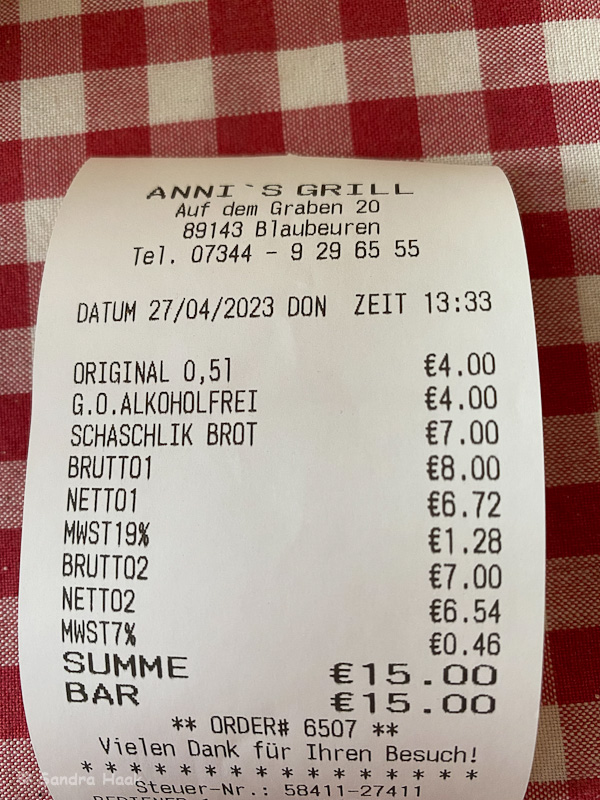 ANNI`S GRILL
Auf dem Graben 20
89143 Blaubeuren
Tel. 07344 - 9 29 65 55
DATUM 27/04/2023 DON ZEIT 13:33
ORIGINAL 0,5l €4.00
G.O.ALKOHOLFREI €4.00
SCHASCHLIK BROT €7.00
BRUTTO1 €8.00
NETTO1 €6.72
MWST19% €1.28
BRUTTO2 €7.00
NETTO2 €6.54
MWST7% €0.46
SUMME €15.00
BAR €15.00
** ORDER# 6507 **
Vielen Dank für Ihren Besuch!
* * * * * * * * * * * * * * * * *
Steuer-Nr.: 58411-27411
© Sandra Haak